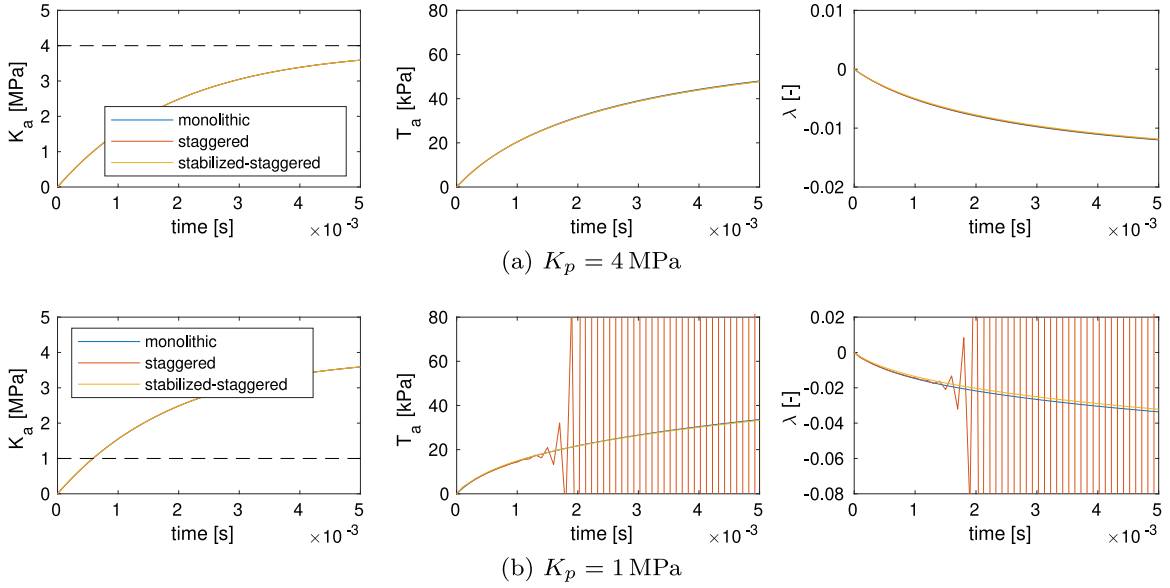 5
4
3
2
1
0
K_a [MPa]
monolithic
staggered
stabilized-staggered
0 1 2 3 4 5
time [s] ×10^-3
80
60
40
20
0
T_a [kPa]
0 1 2 3 4 5
time [s] ×10^-3
0.01
0
-0.01
-0.02
λ [-]
0 1 2 3 4 5
time [s] ×10^-3
(a) K_p = 4 MPa
5
4
3
2
1
0
K_a [MPa]
monolithic
staggered
stabilized-staggered
0 1 2 3 4 5
time [s] ×10^-3
80
60
40
20
0
T_a [kPa]
0 1 2 3 4 5
time [s] ×10^-3
0.02
0
-0.02
-0.04
-0.06
-0.08
λ [-]
0 1 2 3 4 5
time [s] ×10^-3
(b) K_p = 1 MPa